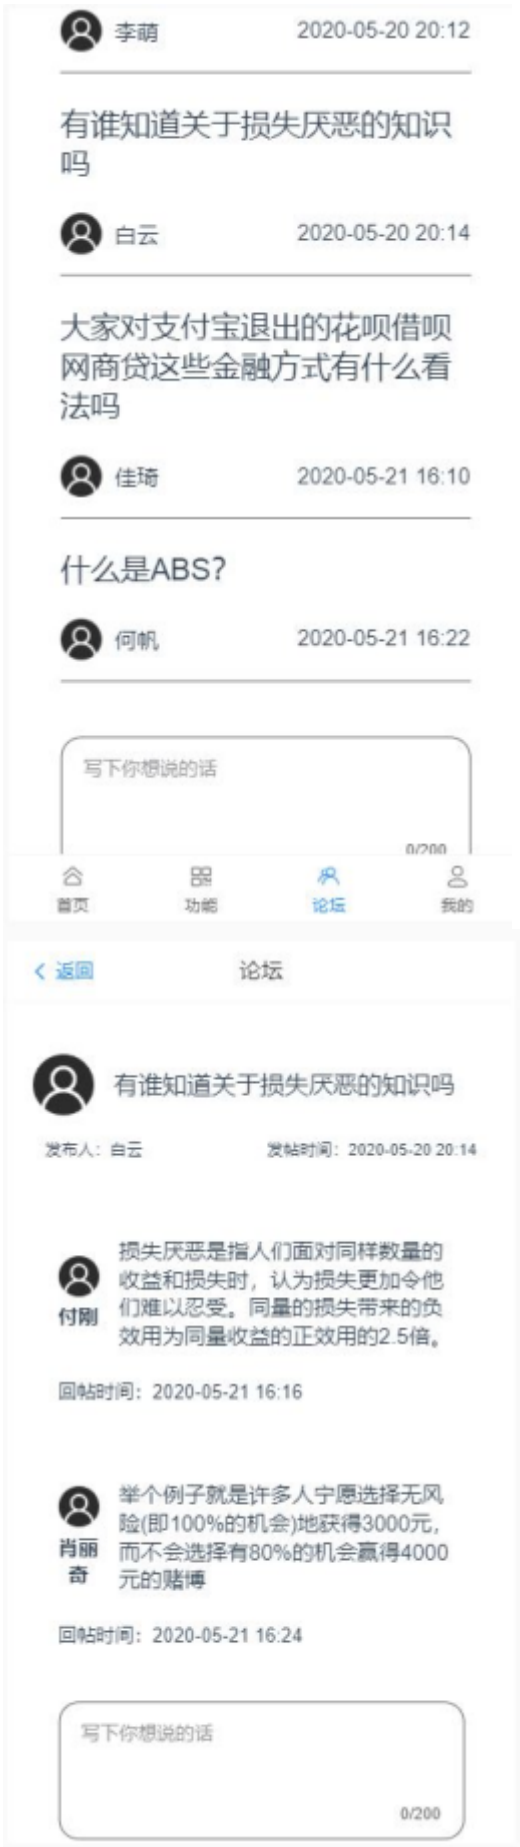 李萌 2020-05-20 20:12
有谁知道关于损失厌恶的知识
吗
白云 2020-05-20 20:14
大家对支付宝退出的花呗借呗
网商贷这些金融方式有什么看
法吗
佳琦 2020-05-21 16:10
什么是ABS?
何帆 2020-05-21 16:22
写下你想说的话
0/200
首页 功能 论坛 我的
返回 论坛
有谁知道关于损失厌恶的知识吗
发布人：白云 发帖时间：2020-05-20 20:14
损失厌恶是指人们面对同样数量的
收益和损失时，认为损失更加令他
们难以忍受。同量的损失带来的负
效用为同量收益的正效用的2.5倍。
付刚
回帖时间：2020-05-21 16:16
举个例子就是许多人宁愿选择无风
险(即100%的机会)地获得3000元，
而不会选择有80%的机会赢得4000
元的赌博
肖丽
奇
回帖时间：2020-05-21 16:24
写下你想说的话
0/200